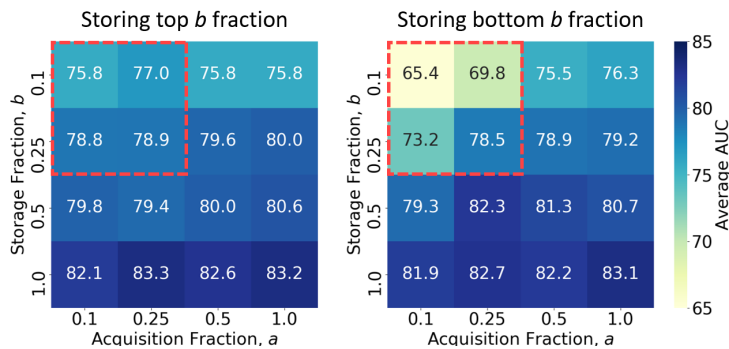 Storing top b fraction
Storage Fraction, b
0.1
0.25
0.5
1.0
75.8 77.0 75.8 75.8
78.8 78.9 79.6 80.0
79.8 79.4 80.0 80.6
82.1 83.3 82.6 83.2
0.1 0.25 0.5 1.0
Acquisition Fraction, a
Storing bottom b fraction
Storage Fraction, b
0.1
0.25
0.5
1.0
65.4 69.8 75.5 76.3
73.2 78.5 78.9 79.2
79.3 82.3 81.3 80.7
81.9 82.7 82.2 83.1
0.1 0.25 0.5 1.0
Acquisition Fraction, a
85
80
75
70
65
Average AUC